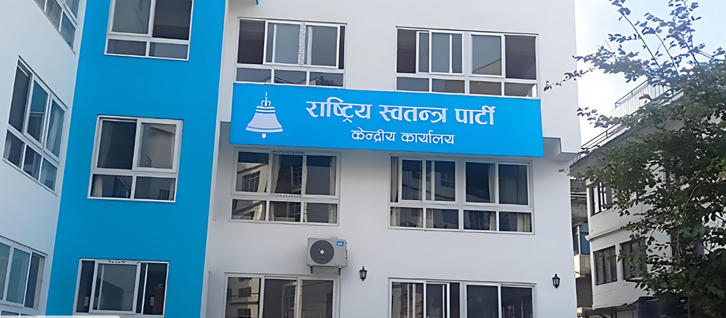 राष्ट्रिय स्वतन्त्र पार्टी
केन्द्रीय कार्यालय